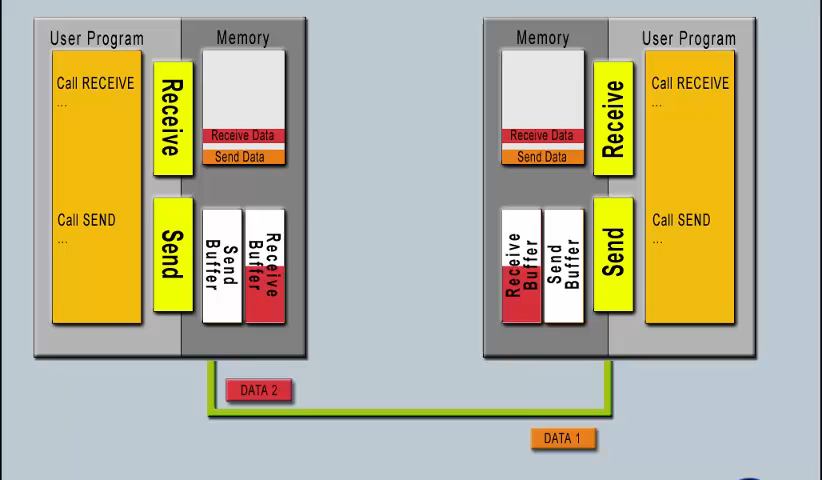 User Program
Memory
Call RECEIVE
...
Receive
Receive Data
Send Data
Call SEND
...
Send
Send
Buffer
Receive
Buffer
Memory
User Program
Receive Data
Send Data
Receive
Call RECEIVE
...
Receive
Buffer
Send
Buffer
Send
Call SEND
...
DATA 2
DATA 1